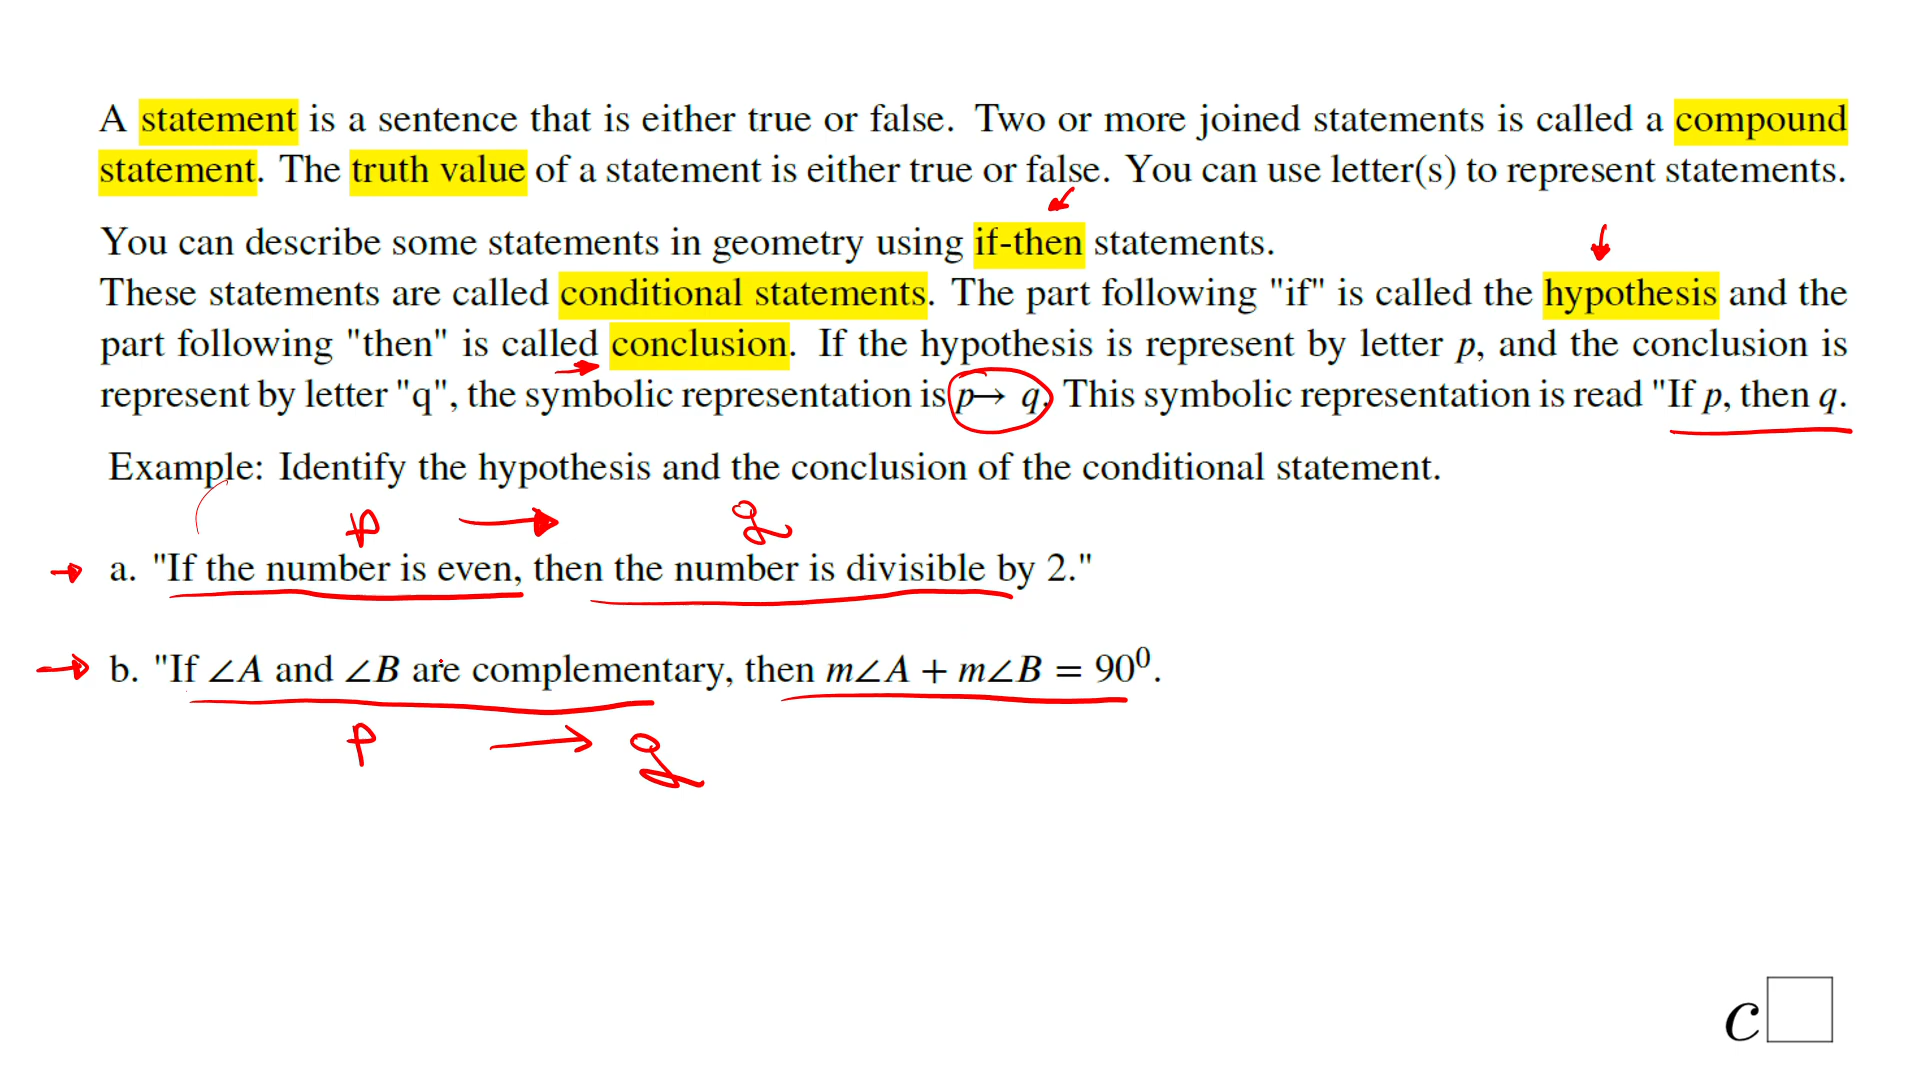 A statement is a sentence that is either true or false. Two or more joined statements is called a compound
statement. The truth value of a statement is either true or false. You can use letter(s) to represent statements.
You can describe some statements in geometry using if-then statements.
These statements are called conditional statements. The part following "if" is called the hypothesis and the
part following "then" is called conclusion. If the hypothesis is represent by letter p, and the conclusion is
represent by letter "q", the symbolic representation is p→ q. This symbolic representation is read "If p, then q.
Example: Identify the hypothesis and the conclusion of the conditional statement.
p → q
a. "If the number is even, then the number is divisible by 2."
b. "If ∠A and ∠B are complementary, then m∠A + m∠B = 90⁰.
p → q
c